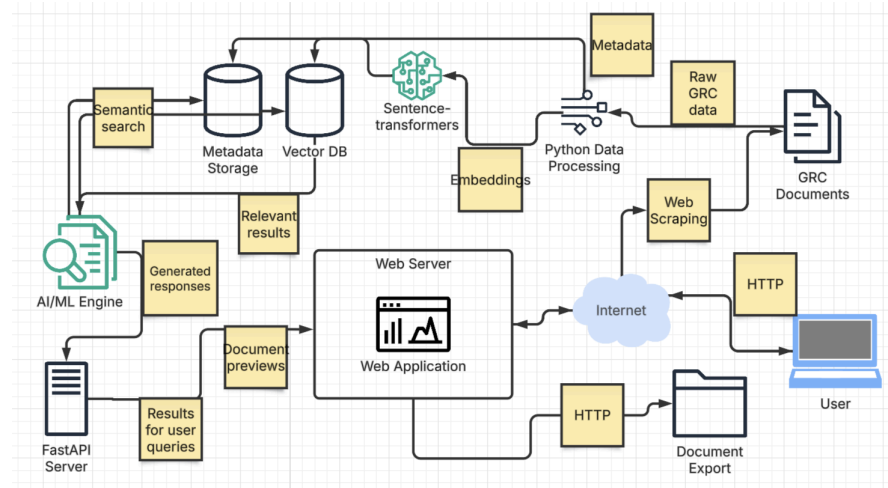 Metadata
Raw
GRC
data
Semantic
search
Sentence-
transformers
Metadata
Storage
Vector DB
Python Data
Processing
GRC
Documents
Embeddings
Relevant
results
Web
Scraping
AI/ML Engine
Generated
responses
Web Server
Web Application
Internet
HTTP
User
Document
previews
FastAPI
Server
Results
for user
queries
HTTP
Document
Export